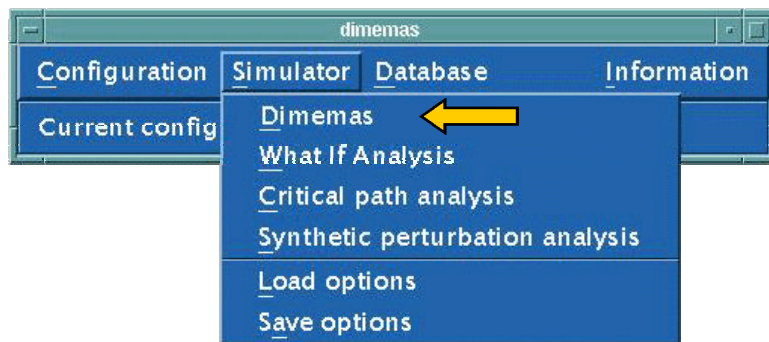 dimemas
Configuration Simulator Database Information
Current config
Dimemas
What If Analysis
Critical path analysis
Synthetic perturbation analysis
Load options
Save options